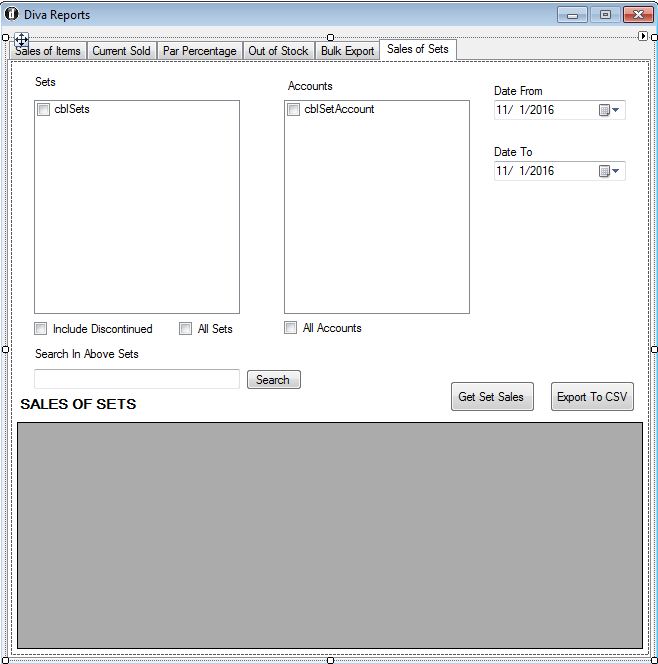 Diva Reports
Sales of Items Current Sold Par Percentage Out of Stock Bulk Export Sales of Sets
Sets
Accounts
Date From
cblSets
cblSetAccount
11/ 1/2016
Date To
11/ 1/2016
Include Discontinued
All Sets
All Accounts
Search In Above Sets
Search
SALES OF SETS
Get Set Sales
Export To CSV